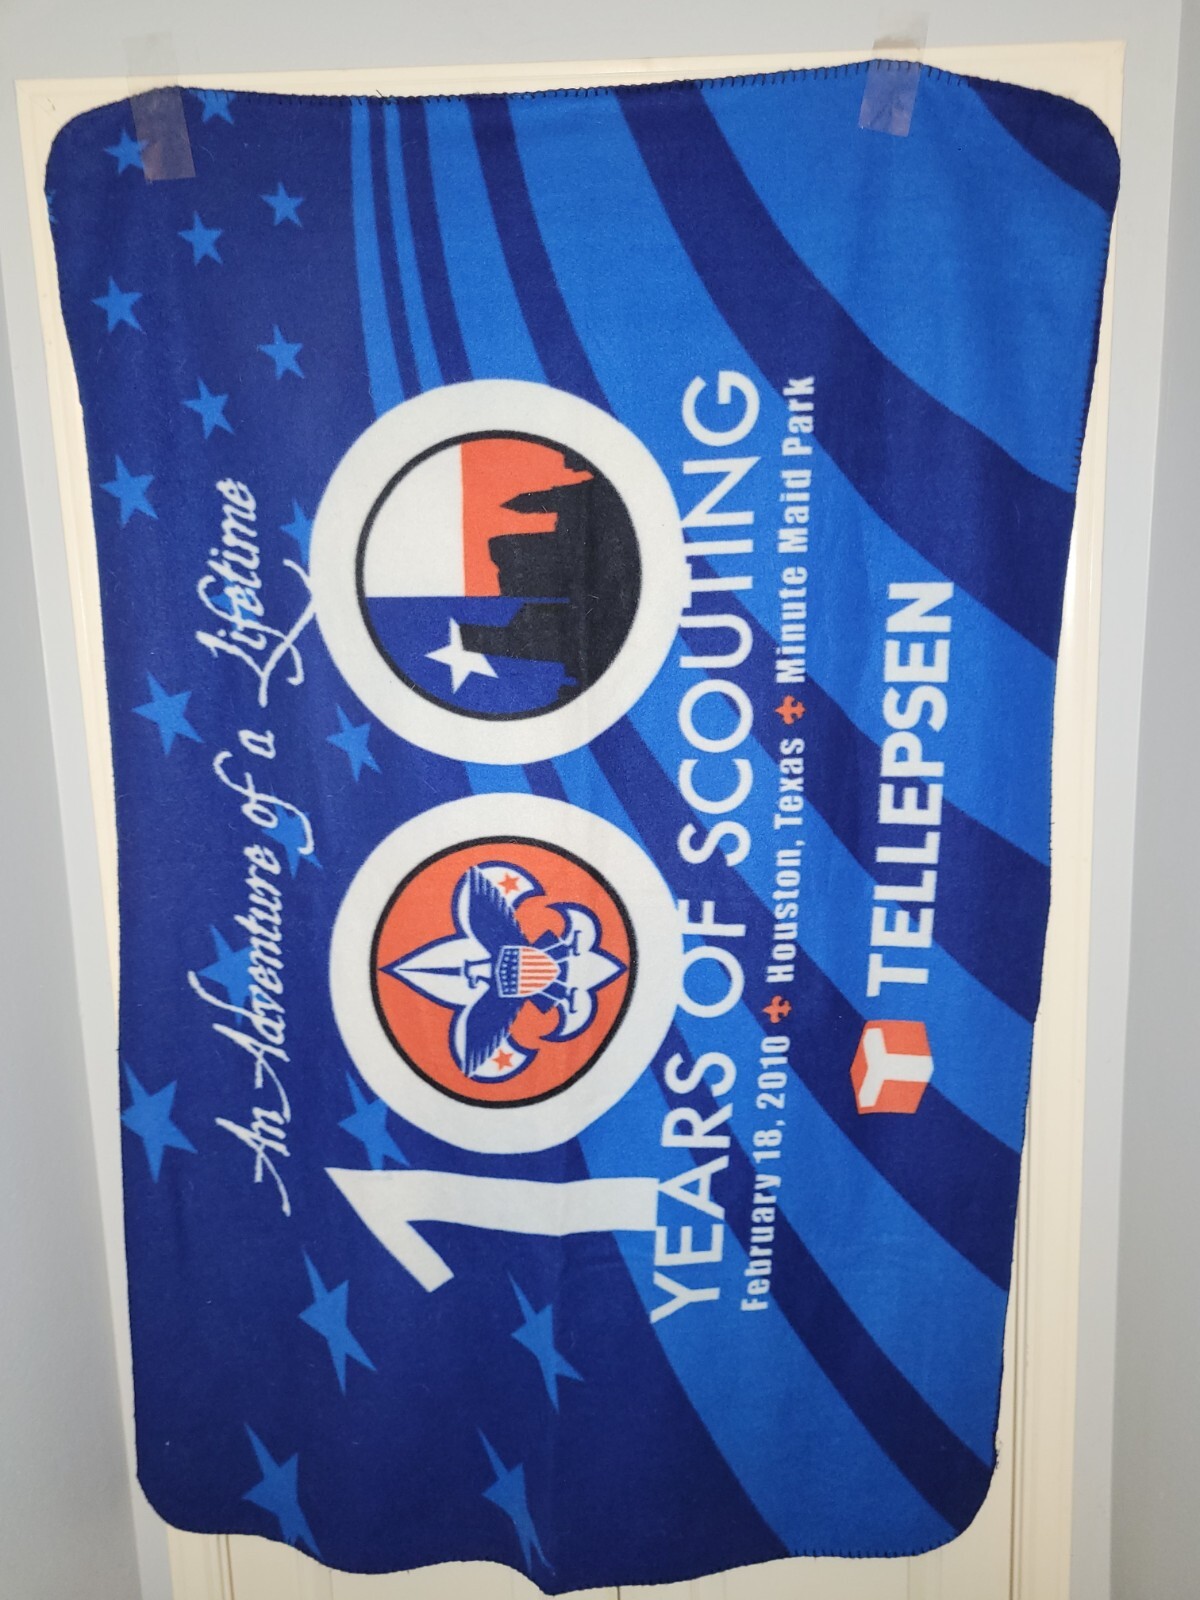 An Adventure of a Lifetime
100
YEARS OF SCOUTING
February 18, 2010 Houston, Texas Minute Maid Park
TELLEPSEN